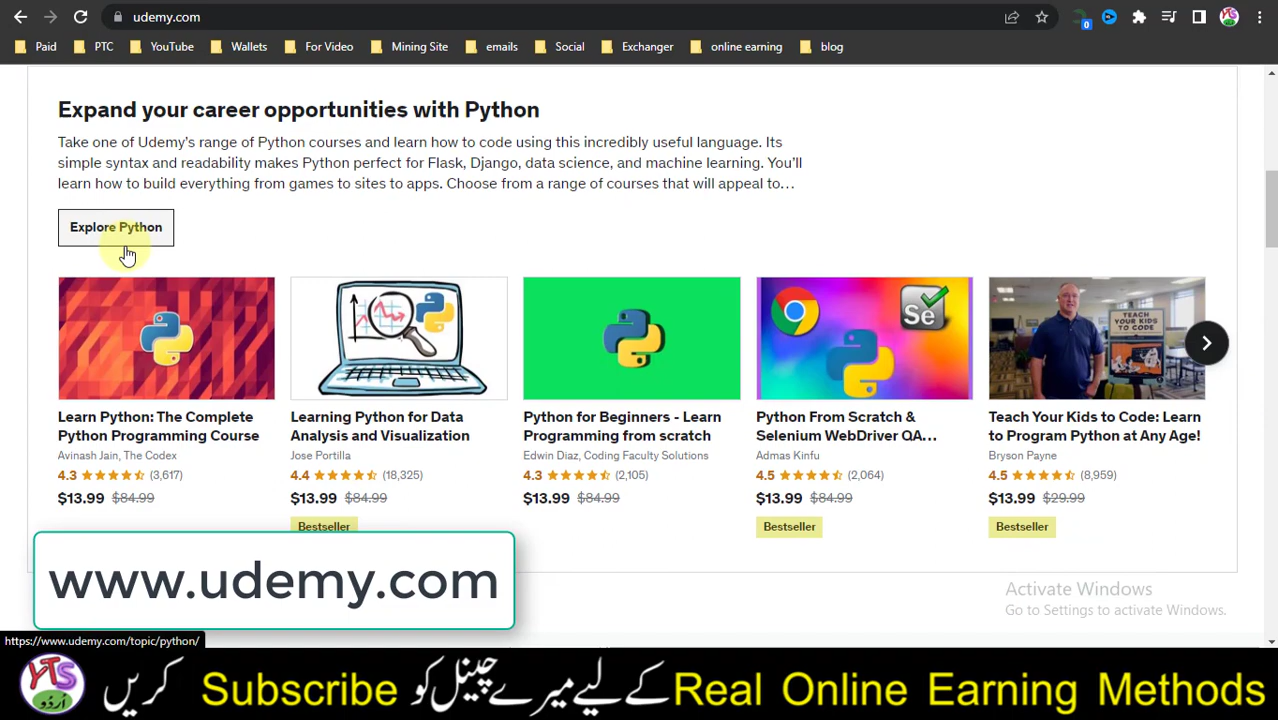 udemy.com
0
Paid PTC YouTube Wallets For Video Mining Site emails Social Exchanger online earning blog
Expand your career opportunities with Python
Take one of Udemy's range of Python courses and learn how to code using this incredibly useful language. Its
simple syntax and readability makes Python perfect for Flask, Django, data science, and machine learning. You'll
learn how to build everything from games to sites to apps. Choose from a range of courses that will appeal to…
Explore Python
Se
TEACH YOUR KIDS TO CODE:
Learn Python: The Complete
Python Programming Course
Avinash Jain, The Codex
4.3 (3,617)
$13.99 $84.99
Learning Python for Data
Analysis and Visualization
Jose Portilla
4.4 (18,325)
$13.99 $84.99
Bestseller
Python for Beginners - Learn
Programming from scratch
Edwin Diaz, Coding Faculty Solutions
4.3 (2,105)
$13.99 $84.99
Python From Scratch &
Selenium WebDriver QA…
Admas Kinfu
4.5 (2,064)
$13.99 $84.99
Bestseller
Teach Your Kids to Code: Learn
to Program Python at Any Age!
Bryson Payne
4.5 (8,959)
$13.99 $29.99
Bestseller
www.udemy.com
Activate Windows
Go to Settings to activate Windows.
https://www.udemy.com/topic/python/
YTS اردو
Real Online Earning Methods کے لیے میرے چینل کو Subscribe کریں